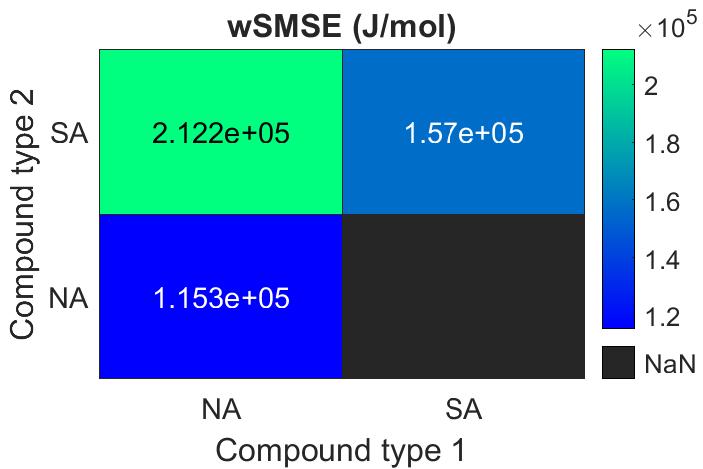 wSMSE (J/mol)
×10^5
Compound type 2
SA
NA
2.122e+05
1.57e+05
1.153e+05
2
1.8
1.6
1.4
1.2
NaN
NA
SA
Compound type 1